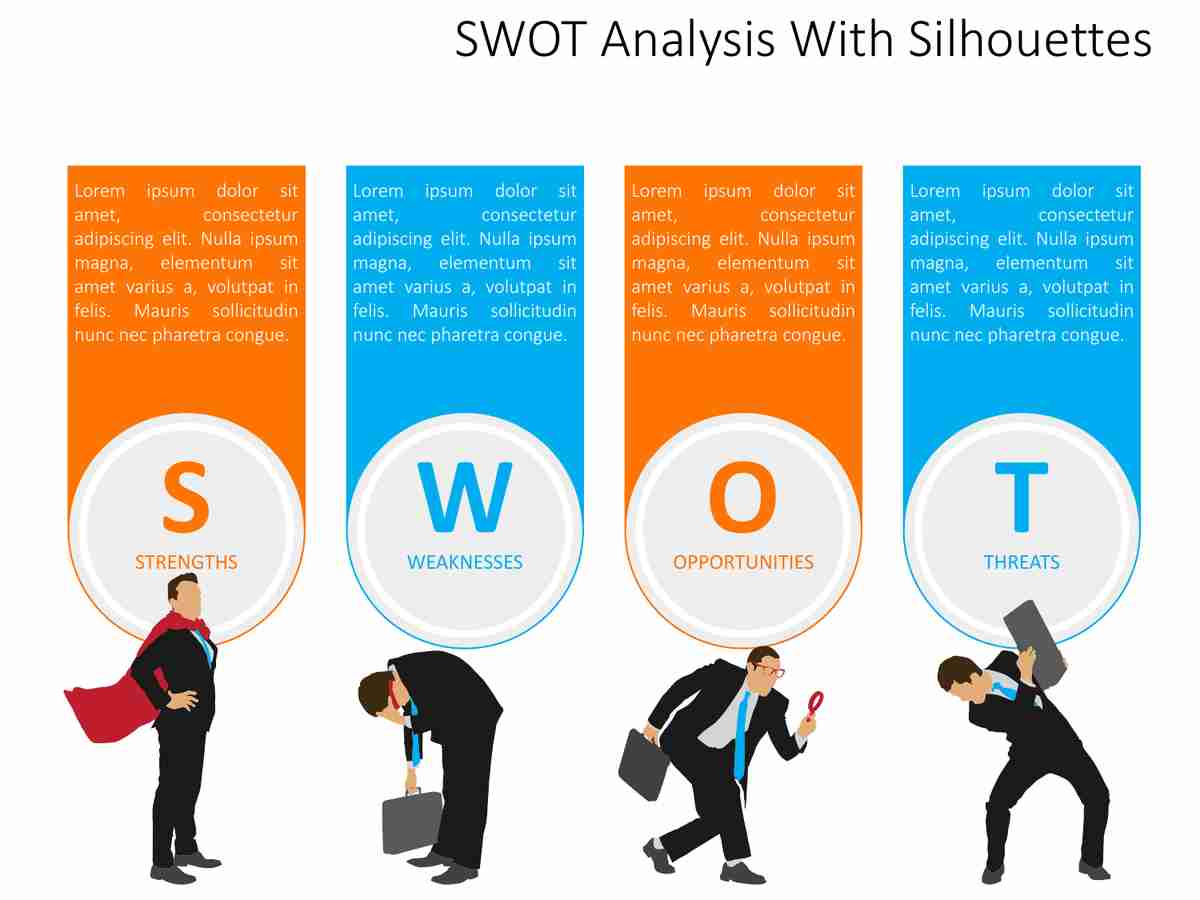 SWOT Analysis With Silhouettes
Lorem ipsum dolor sit
amet, consectetur
adipiscing elit. Nulla ipsum
magna, elementum sit
amet varius a, volutpat in
felis. Mauris sollicitudin
nunc nec pharetra congue.
S
STRENGTHS
Lorem ipsum dolor sit
amet, consectetur
adipiscing elit. Nulla ipsum
magna, elementum sit
amet varius a, volutpat in
felis. Mauris sollicitudin
nunc nec pharetra congue.
W
WEAKNESSES
Lorem ipsum dolor sit
amet, consectetur
adipiscing elit. Nulla ipsum
magna, elementum sit
amet varius a, volutpat in
felis. Mauris sollicitudin
nunc nec pharetra congue.
O
OPPORTUNITIES
Lorem ipsum dolor sit
amet, consectetur
adipiscing elit. Nulla ipsum
magna, elementum sit
amet varius a, volutpat in
felis. Mauris sollicitudin
nunc nec pharetra congue.
T
THREATS